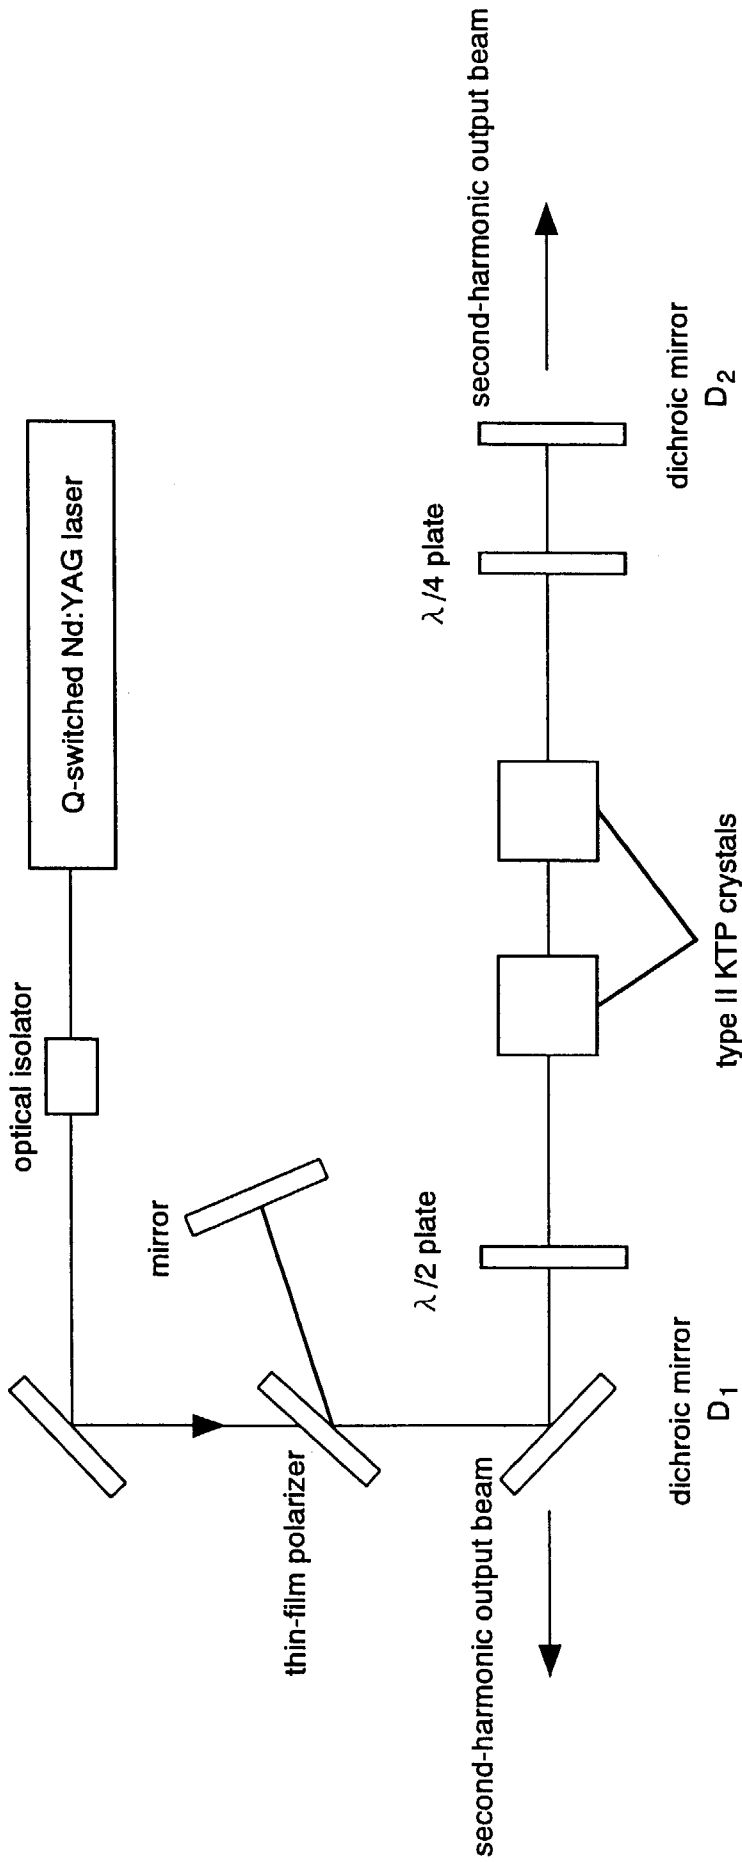 Q-switched Nd:YAG laser
optical isolator
mirror
thin-film polarizer
λ/2 plate
λ/4 plate
second-harmonic output beam
second-harmonic output beam
dichroic mirror
D1
type II KTP crystals
dichroic mirror
D2